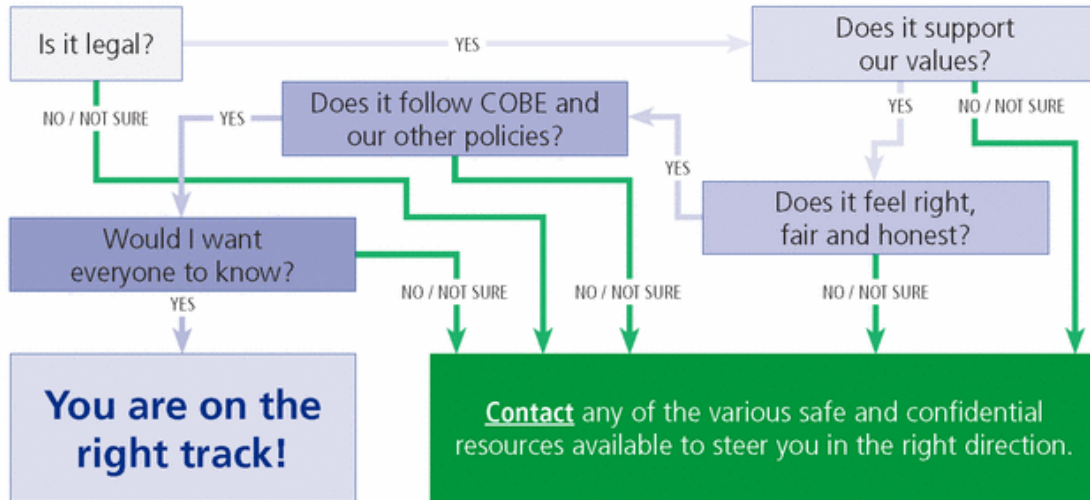 Is it legal?
YES
Does it support
our values?
NO / NOT SURE
YES
Does it follow COBE and
our other policies?
YES
NO / NOT SURE
YES
Does it feel right,
fair and honest?
Would I want
everyone to know?
NO / NOT SURE
NO / NOT SURE
NO / NOT SURE
YES
You are on the
right track!
Contact any of the various safe and confidential
resources available to steer you in the right direction.